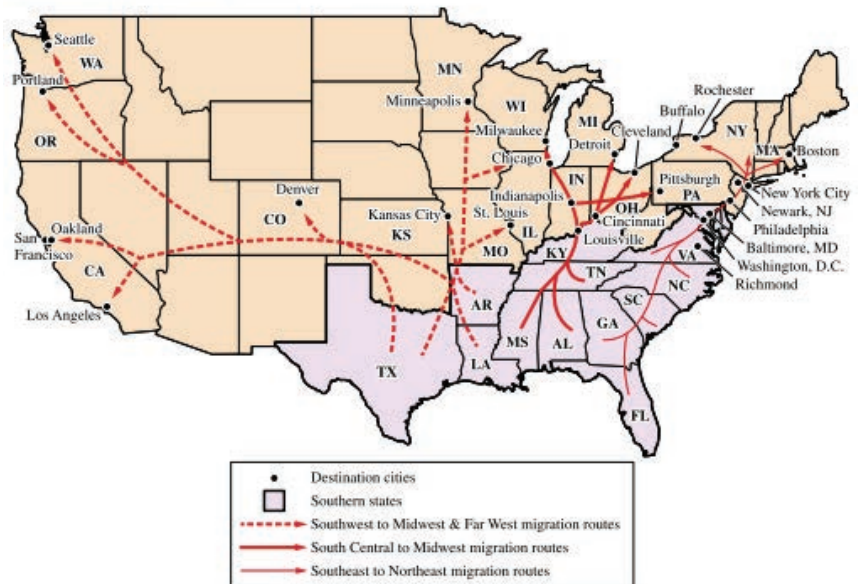 Seattle
WA
Portland
OR
MN
Minneapolis
WI
Milwaukee
MI
Detroit
Cleveland
Buffalo
Rochester
NY
MA
Boston
Chicago
IN
Indianapolis
OH
Pittsburgh
PA
New York City
Newark, NJ
Philadelphia
Baltimore, MD
Washington, D.C.
Richmond
Denver
CO
Kansas City
KS
St. Louis
IL
MO
Cincinnati
Louisville
KY
VA
Oakland
San
Francisco
CA
Los Angeles
TN
NC
AR
SC
GA
MS
AL
TX
LA
FL
Destination cities
Southern states
Southwest to Midwest & Far West migration routes
South Central to Midwest migration routes
Southeast to Northeast migration routes